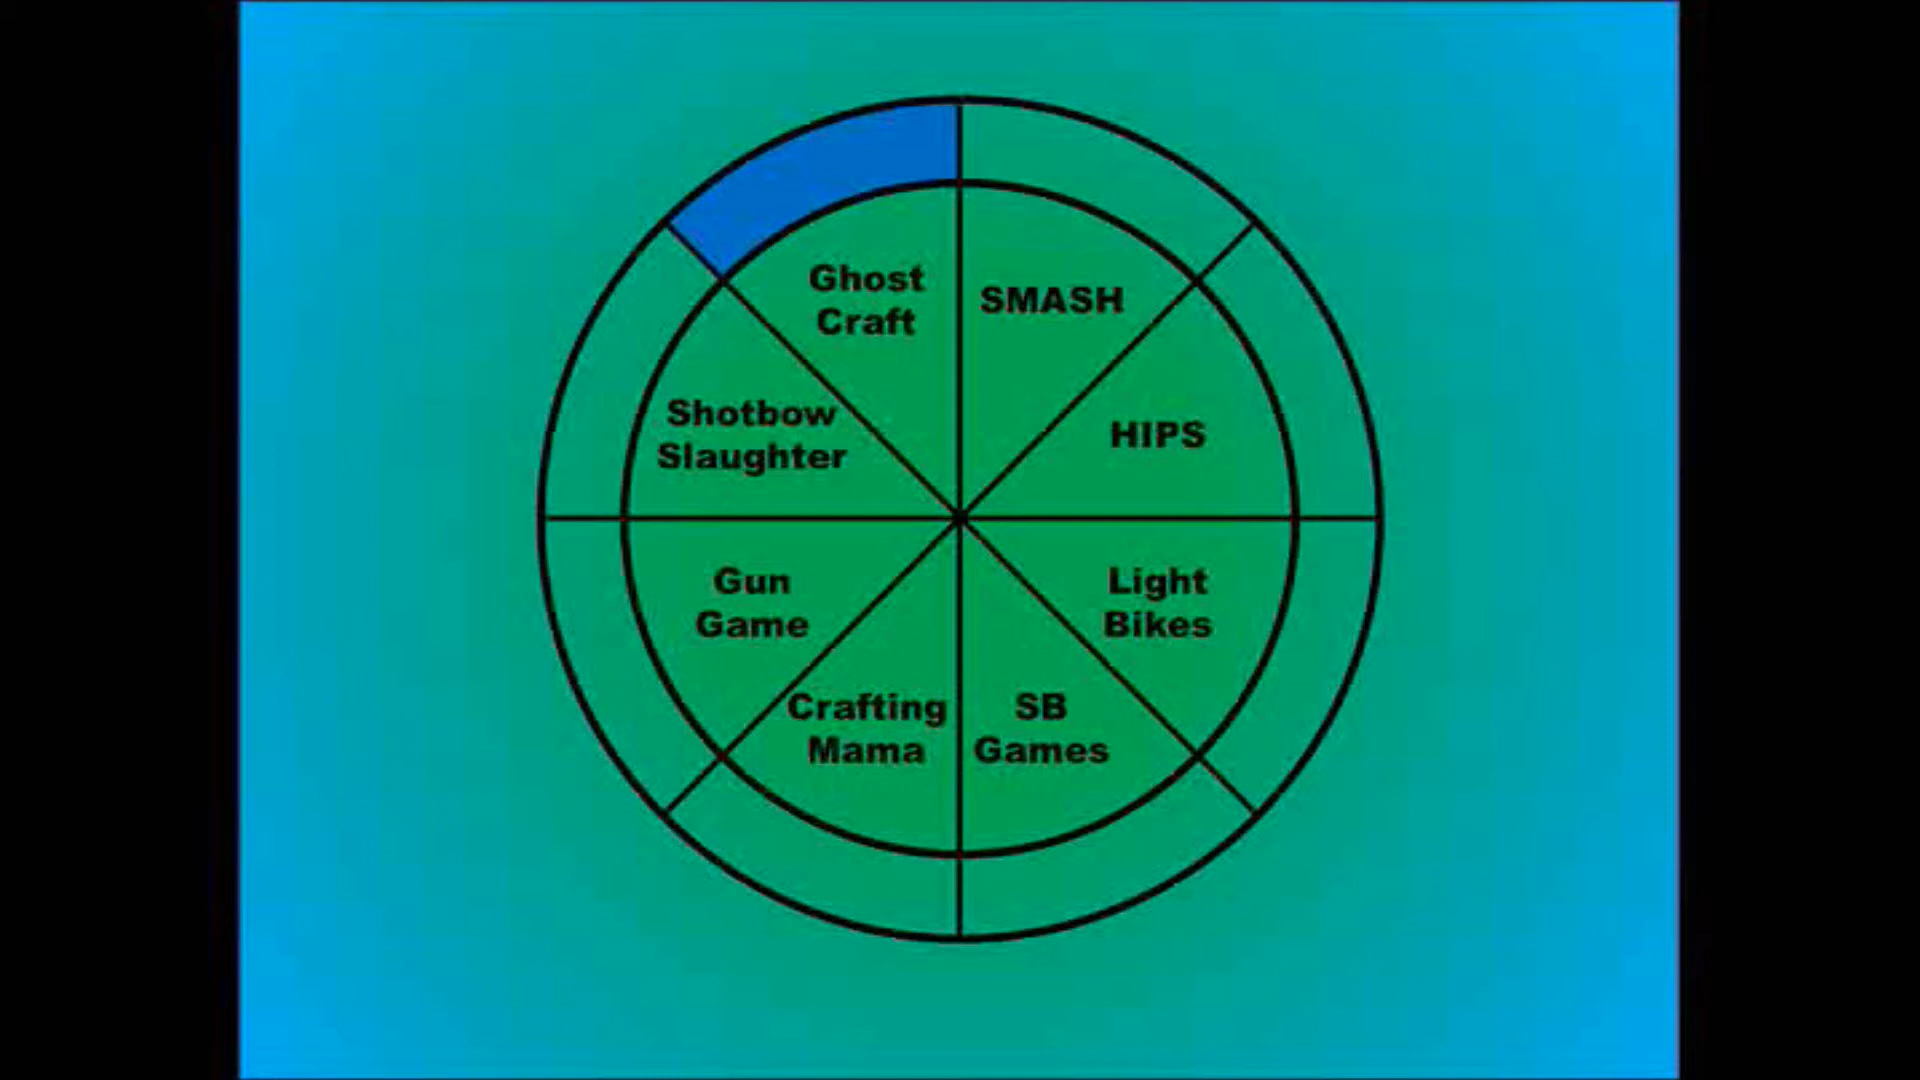 Ghost
Craft
SMASH
Shotbow
Slaughter
HIPS
Gun
Game
Light
Bikes
Crafting
Mama
SB
Games